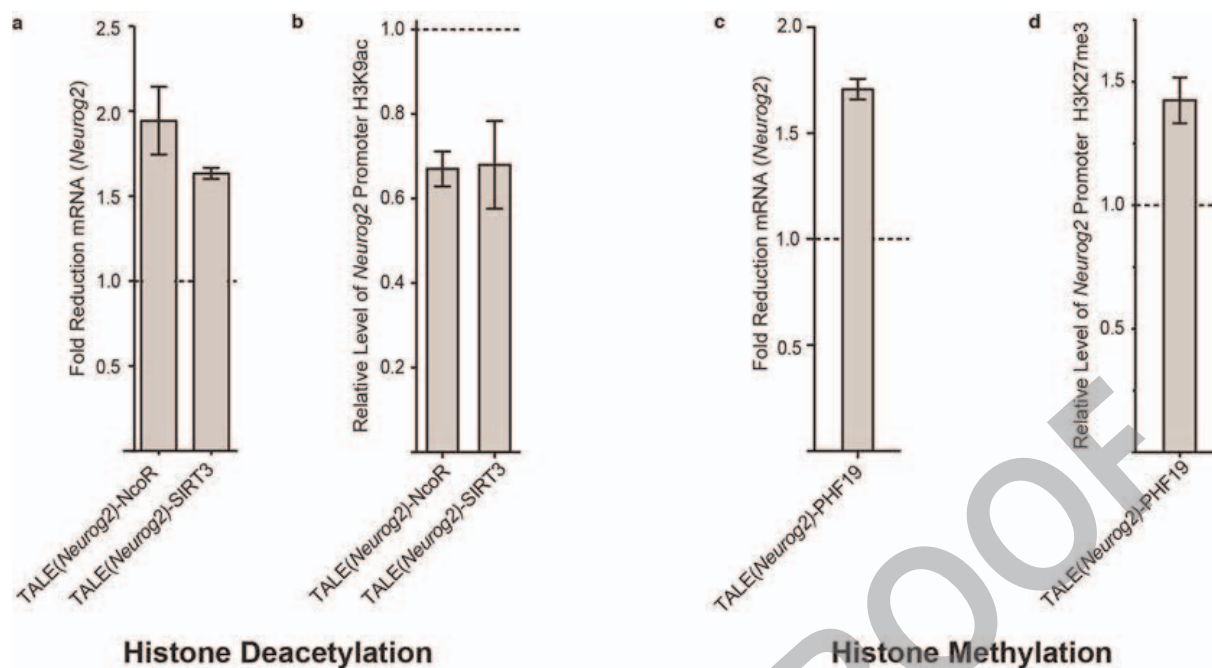 a
Fold Reduction mRNA (Neurog2)
2.5
2.0
1.5
1.0
0.5
TALE(Neurog2)-NcoR
TALE(Neurog2)-SIRT3
b
Relative Level of Neurog2 Promoter H3K9ac
1.0
0.8
0.6
0.4
0.2
TALE(Neurog2)-NcoR
TALE(Neurog2)-SIRT3
Histone Deacetylation
c
Fold Reduction mRNA (Neurog2)
2.0
1.5
1.0
0.5
TALE(Neurog2)-PHF19
d
Relative Level of Neurog2 Promoter H3K27me3
1.5
1.0
0.5
TALE(Neurog2)-PHF19
Histone Methylation